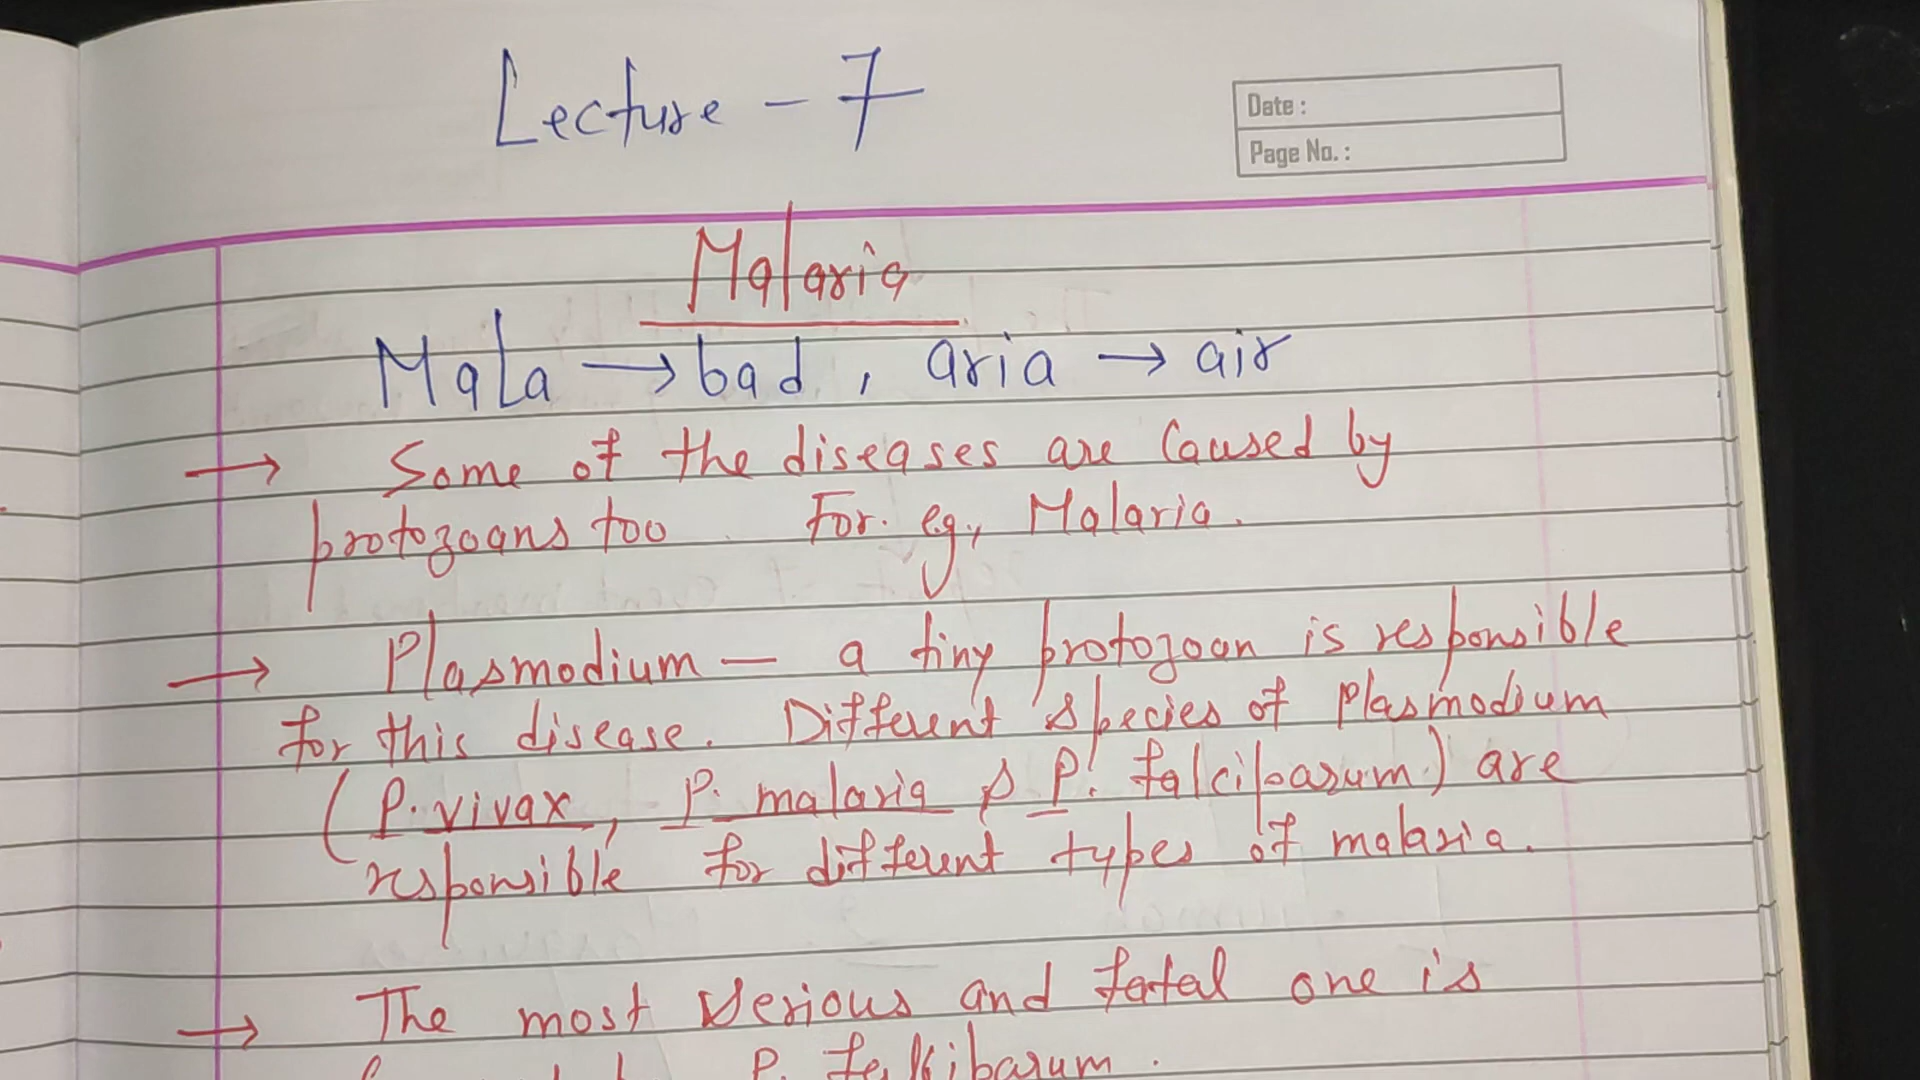 Lecture - 7
Date :
Page No. :
Malaria
Mala → bad, aria → air
→ Some of the diseases are caused by
protozoans too. For. eg, Malaria.
→ Plasmodium — a tiny protozoan is responsible
for this disease. Different species of Plasmodium
(P. vivax, P. malaria & P. falciparum) are
responsible for different types of malaria.
→ The most serious and fatal one is
P. falkiparum.